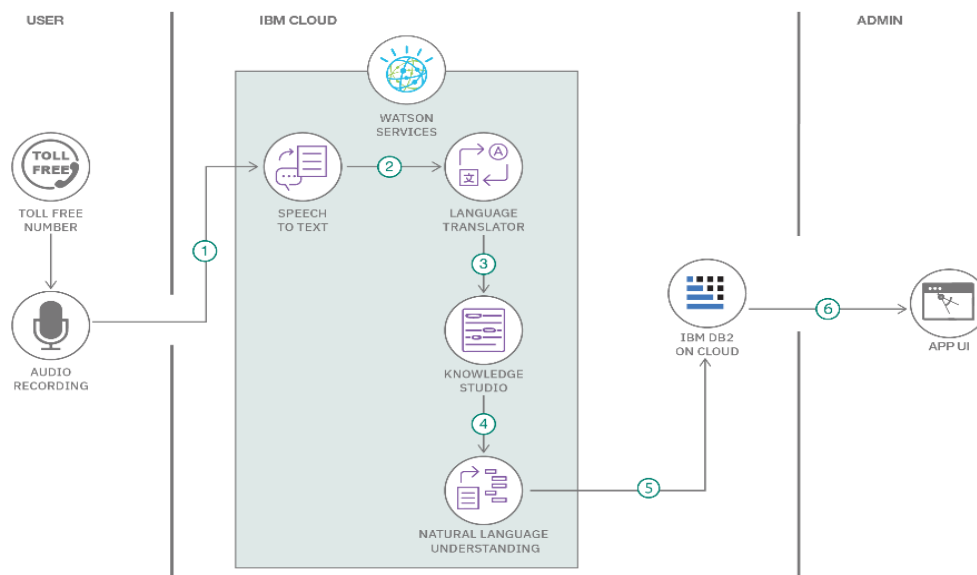 USER
IBM CLOUD
ADMIN
WATSON
SERVICES
TOLL
FREE
TOLL FREE
NUMBER
1
SPEECH
TO TEXT
2
A
文
LANGUAGE
TRANSLATOR
3
AUDIO
RECORDING
KNOWLEDGE
STUDIO
4
NATURAL LANGUAGE
UNDERSTANDING
5
IBM DB2
ON CLOUD
6
APP UI